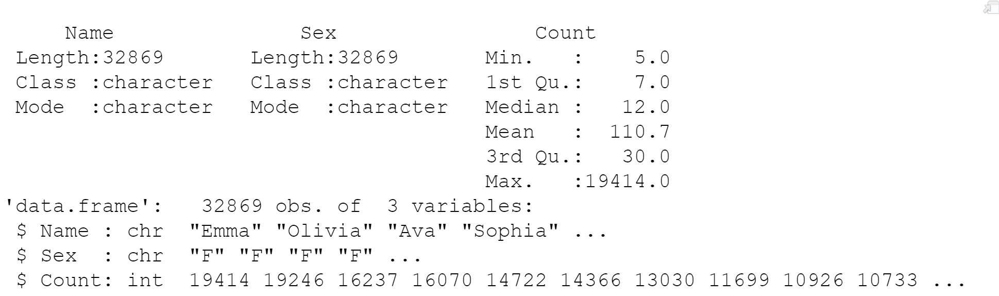 Name               Sex                Count        
 Length:32869       Length:32869       Min.   :    5.0  
 Class :character   Class :character   1st Qu.:    7.0  
 Mode  :character   Mode  :character   Median :   12.0  
                                       Mean   :  110.7  
                                       3rd Qu.:   30.0  
                                       Max.   :19414.0  
'data.frame':	32869 obs. of  3 variables:
 $ Name : chr  "Emma" "Olivia" "Ava" "Sophia" ...
 $ Sex  : chr  "F" "F" "F" "F" ...
 $ Count: int  19414 19246 16237 16070 14722 14366 13030 11699 10926 10733 ...